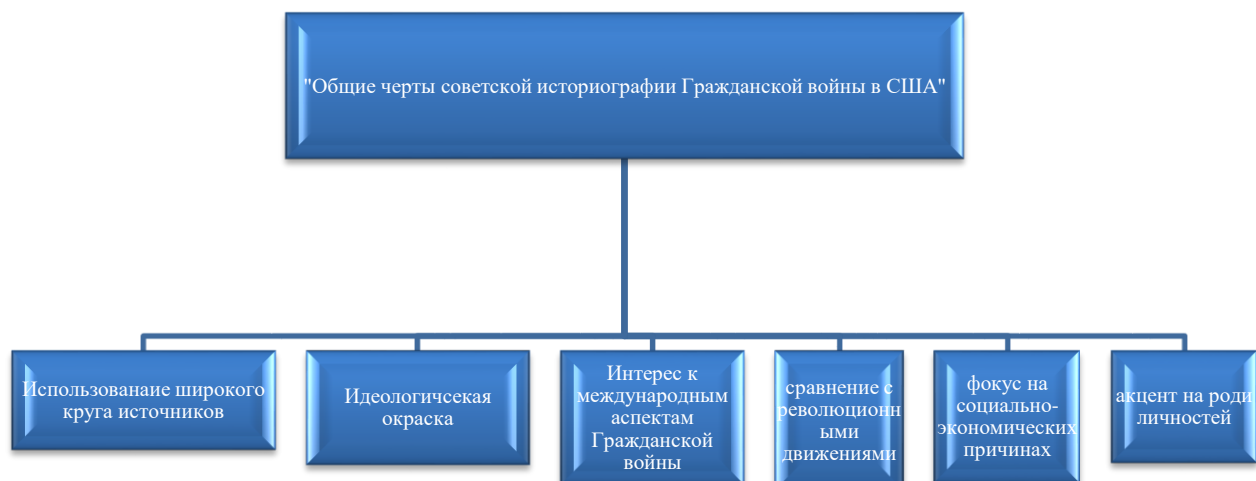 "Общие черты советской историографии Гражданской войны в США"
Использованаие широкого
круга источников
Идеологичсекая
окраска
Интерес к
международным
аспектам
Гражданской
войны
сравнение с
революционн
ыми
движениями
фокус на
социально-
экономических
причинах
акцент на роди
личностей